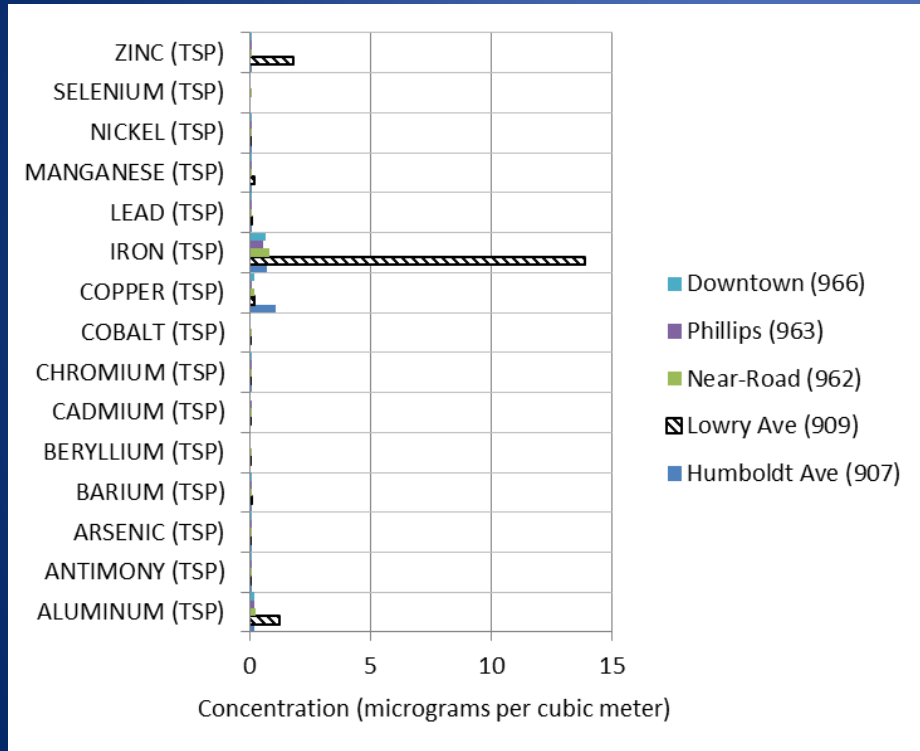 ZINC (TSP)
SELENIUM (TSP)
NICKEL (TSP)
MANGANESE (TSP)
LEAD (TSP)
IRON (TSP)
COPPER (TSP)
COBALT (TSP)
CHROMIUM (TSP)
CADMIUM (TSP)
BERYLLIUM (TSP)
BARIUM (TSP)
ARSENIC (TSP)
ANTIMONY (TSP)
ALUMINUM (TSP)
0 5 10 15
Concentration (micrograms per cubic meter)
Downtown (966)
Phillips (963)
Near-Road (962)
Lowry Ave (909)
Humboldt Ave (907)